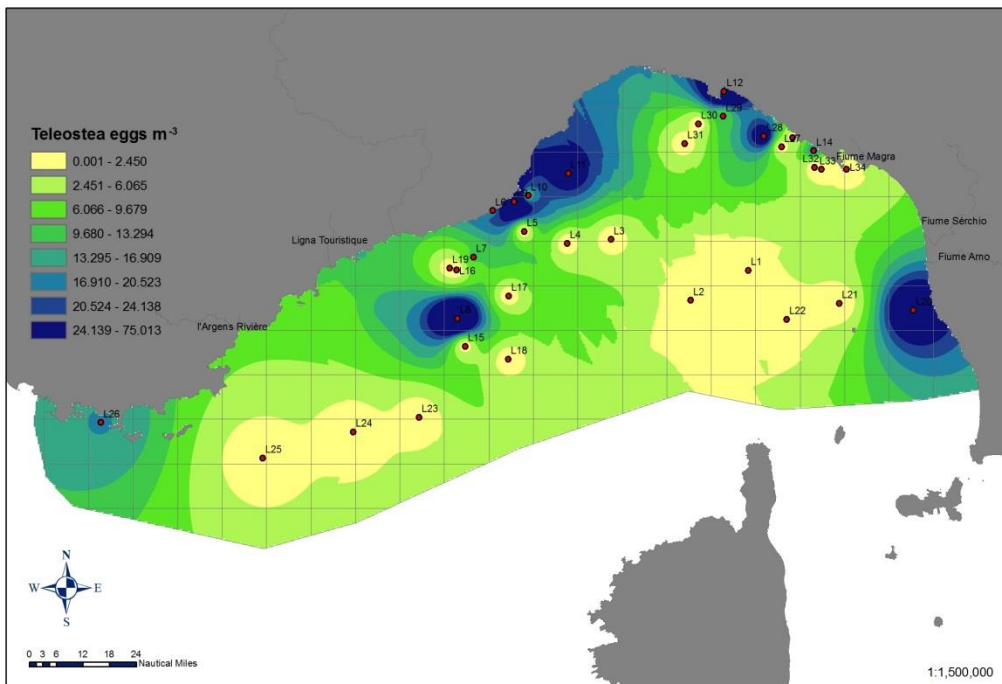 Teleostea eggs m-3
0.001 - 2.450
2.451 - 6.065
6.066 - 9.679
9.680 - 13.294
13.295 - 16.909
16.910 - 20.523
20.524 - 24.138
24.139 - 75.013
L12
L29
L30
L28
L31
L27
L14
Fiume Magra
L32
L33
L34
L11
L10
L6
L5
L4
L3
Fiume Sérchio
Ligna Touristique
L7
Fiume Arno
L19
L16
L1
L17
L2
L21
L22
L20
L8
l'Argens Rivière
L15
L18
L26
L23
L24
L25
N
W
E
S
0 3 6 12 18 24
Nautical Miles
1:1,500,000